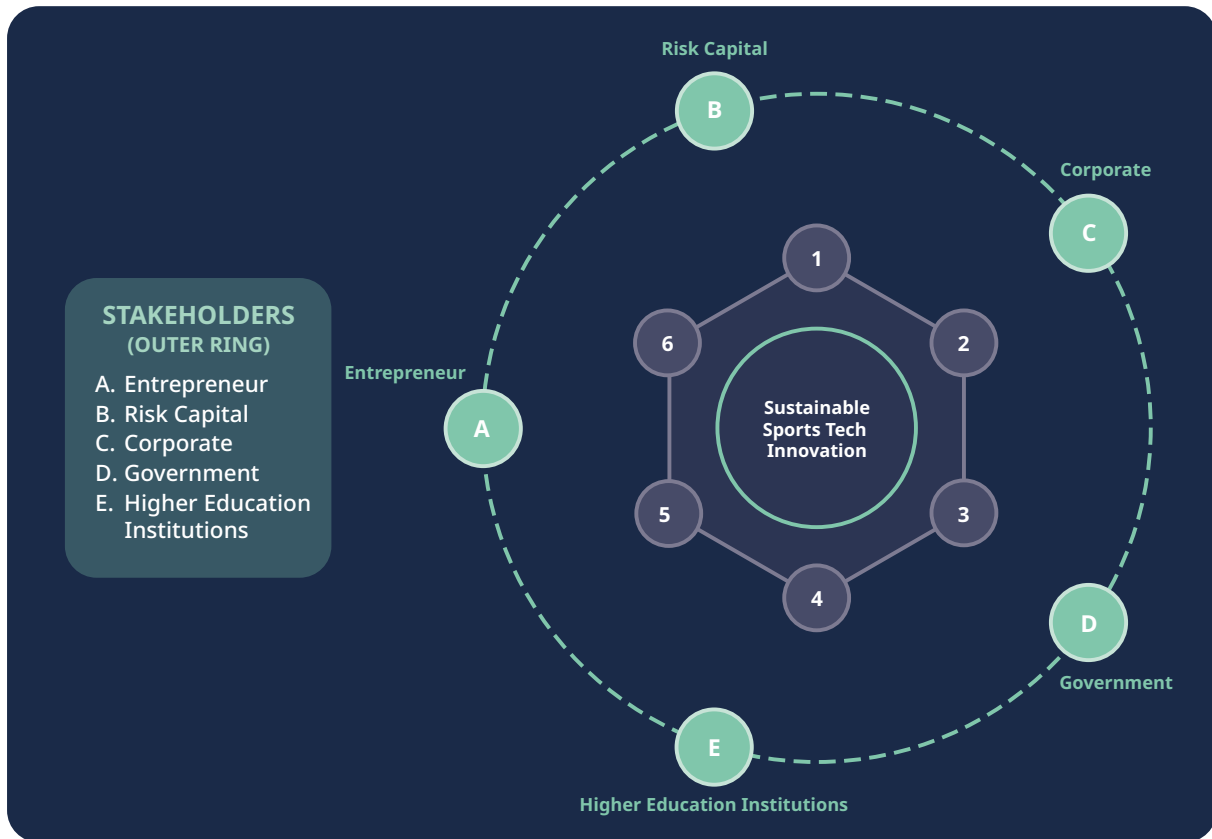 STAKEHOLDERS
(OUTER RING)
A. Entrepreneur
B. Risk Capital
C. Corporate
D. Government
E. Higher Education
Institutions
Risk Capital
B
Corporate
C
Entrepreneur
A
1
6
2
Sustainable
Sports Tech
Innovation
5
3
4
D
Government
E
Higher Education Institutions